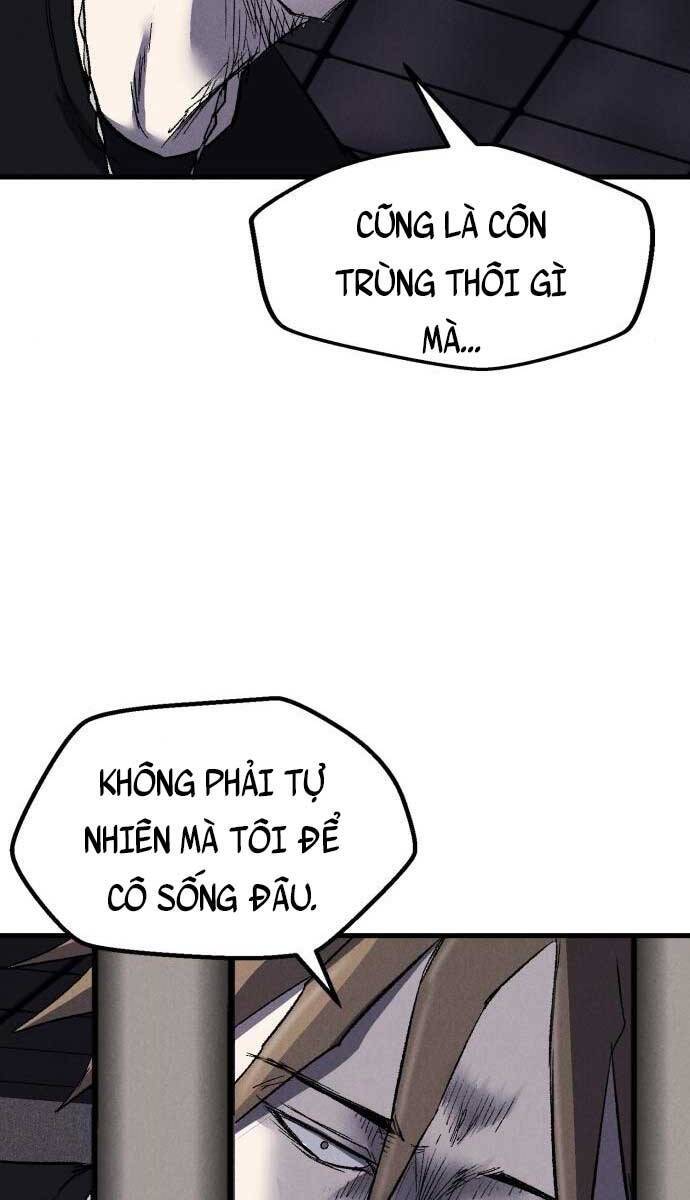 CŨNG LÀ CÔN
TRÙNG THÔI GÌ
MÀ...
KHÔNG PHẢI TỰ
NHIÊN MÀ TÔI ĐỂ
CÔ SỐNG ĐÂU.